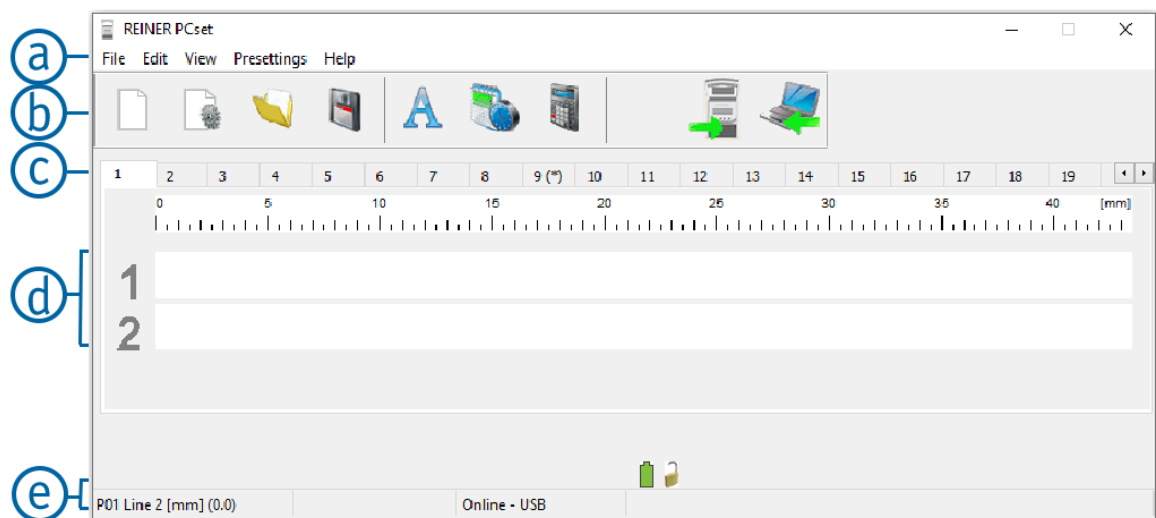 REINER PCset
a
File Edit View Presettings Help
b
A
c
1 2 3 4 5 6 7 8 9 (*) 10 11 12 13 14 15 16 17 18 19
0 5 10 15 20 25 30 35 40 [mm]
d
1
2
e
P01 Line 2 [mm] (0.0) Online - USB